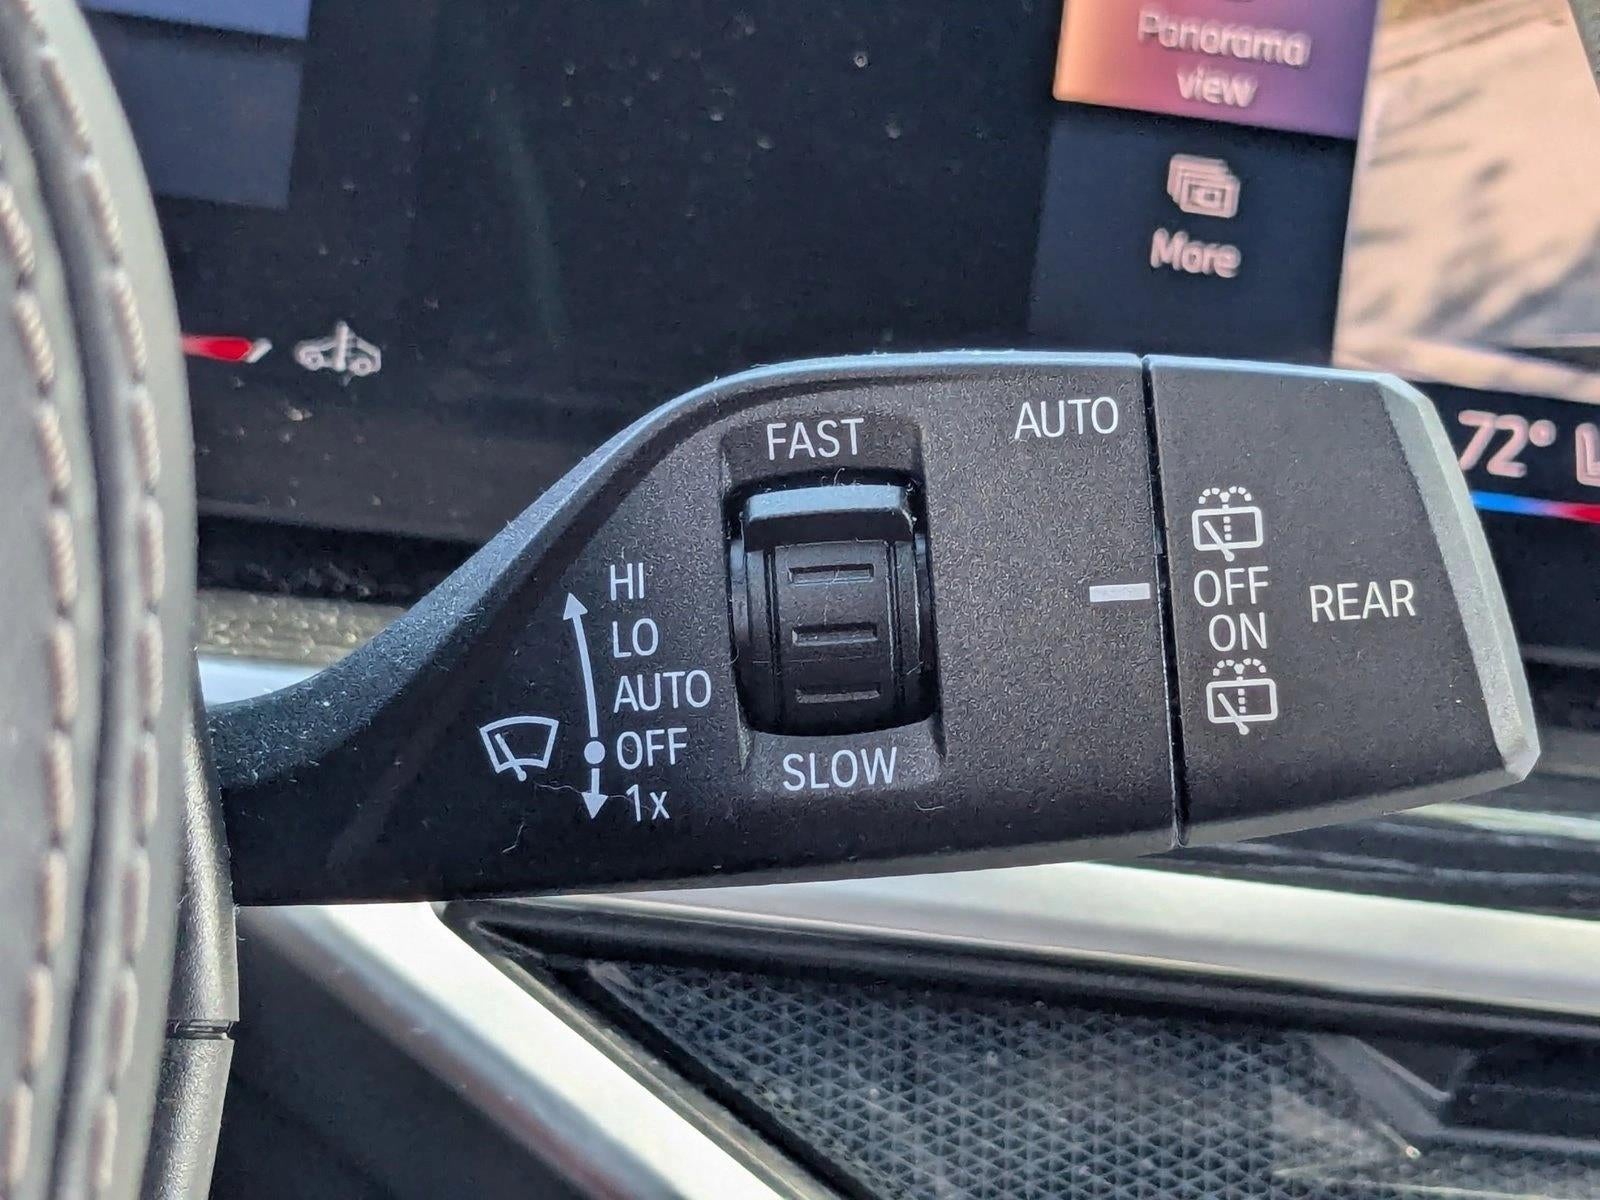 Panorama
view
More
72°
FAST
AUTO
HI
LO
AUTO
OFF
1x
SLOW
OFF
ON
REAR